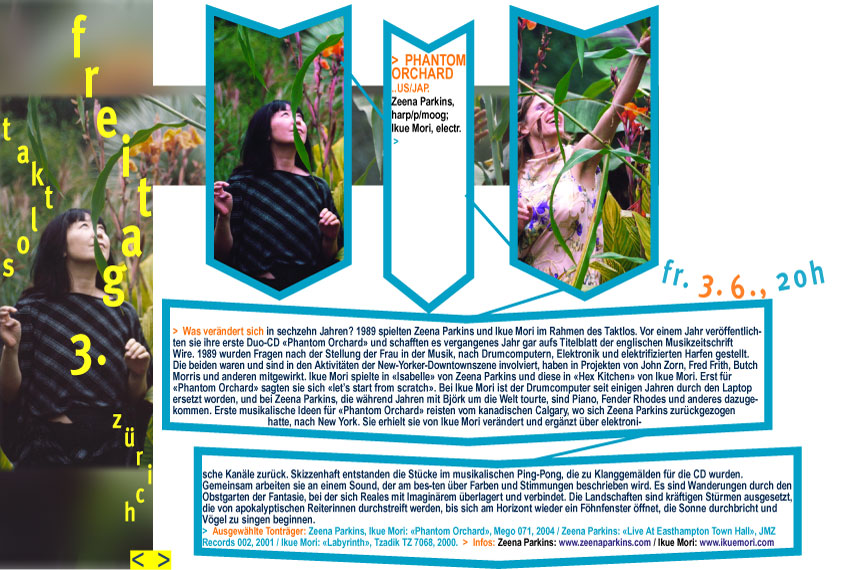 freitag
3.
taktlos
zürich
< >
> PHANTOM
ORCHARD
..US/JAP.
Zeena Parkins,
harp/p/moog;
Ikue Mori, electr.
>
fr. 3. 6., 20h
> Was verändert sich in sechzehn Jahren? 1989 spielten Zeena Parkins und Ikue Mori im Rahmen des Taktlos. Vor einem Jahr veröffentlich-
ten sie ihre erste Duo-CD «Phantom Orchard» und schafften es vergangenes Jahr gar aufs Titelblatt der englischen Musikzeitschrift
Wire. 1989 wurden Fragen nach der Stellung der Frau in der Musik, nach Drumcomputern, Elektronik und elektrifizierten Harfen gestellt.
Die beiden waren und sind in den Aktivitäten der New-Yorker-Downtownszene involviert, haben in Projekten von John Zorn, Fred Frith, Butch
Morris und anderen mitgewirkt. Ikue Mori spielte in «Isabelle» von Zeena Parkins und diese in «Hex Kitchen» von Ikue Mori. Erst für
«Phantom Orchard» sagten sie sich «let's start from scratch». Bei Ikue Mori ist der Drumcomputer seit einigen Jahren durch den Laptop
ersetzt worden, und bei Zeena Parkins, die während Jahren mit Björk um die Welt tourte, sind Piano, Fender Rhodes und anderes dazuge-
kommen. Erste musikalische Ideen für «Phantom Orchard» reisten vom kanadischen Calgary, wo sich Zeena Parkins zurückgezogen
hatte, nach New York. Sie erhielt sie von Ikue Mori verändert und ergänzt über elektroni-
sche Kanäle zurück. Skizzenhaft entstanden die Stücke im musikalischen Ping-Pong, die zu Klanggemälden für die CD wurden.
Gemeinsam arbeiten sie an einem Sound, der am bes-ten über Farben und Stimmungen beschrieben wird. Es sind Wanderungen durch den
Obstgarten der Fantasie, bei der sich Reales mit Imaginärem überlagert und verbindet. Die Landschaften sind kräftigen Stürmen ausgesetzt,
die von apokalyptischen Reiterinnen durchstreift werden, bis sich am Horizont wieder ein Föhnfenster öffnet, die Sonne durchbricht und
Vögel zu singen beginnen.
> Ausgewählte Tonträger: Zeena Parkins, Ikue Mori: «Phantom Orchard», Mego 071, 2004 / Zeena Parkins: «Live At Easthampton Town Hall», JMZ
Records 002, 2001 / Ikue Mori: «Labyrinth», Tzadik TZ 7068, 2000. > Infos: Zeena Parkins: www.zeenaparkins.com / Ikue Mori: www.ikuemori.com